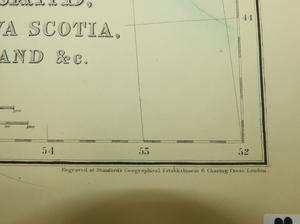 VA SCOTIA,
AND &c.
44
54
53
52
Engraved at Stanford's Geographical Establishment 6 Charing Cross London